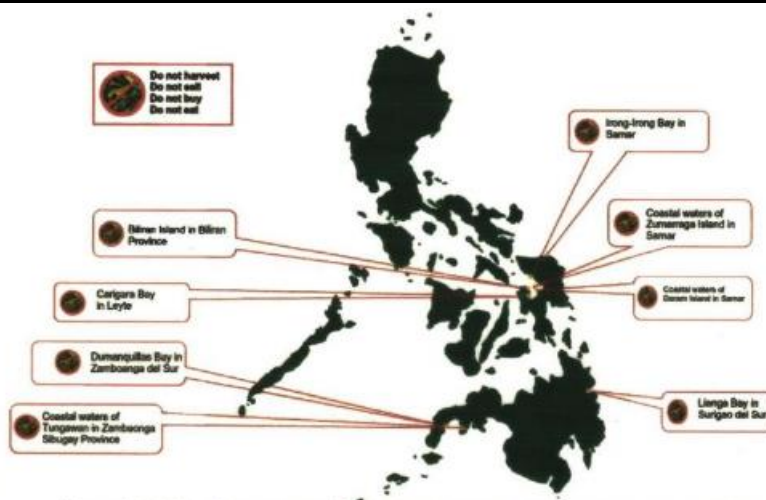 Do not harvest
Do not sell
Do not buy
Do not eat
Irong-Irong Bay in
Samar
Biliran Island in Biliran
Province
Coastal waters of
Zumarraga Island in
Samar
Carigara Bay
in Leyte
Coastal waters of
Daram Island in Samar
Dumanquillas Bay in
Zamboanga del Sur
Lianga Bay in
Surigao del Sur
Coastal waters of
Tungawan in Zamboanga
Sibugay Province